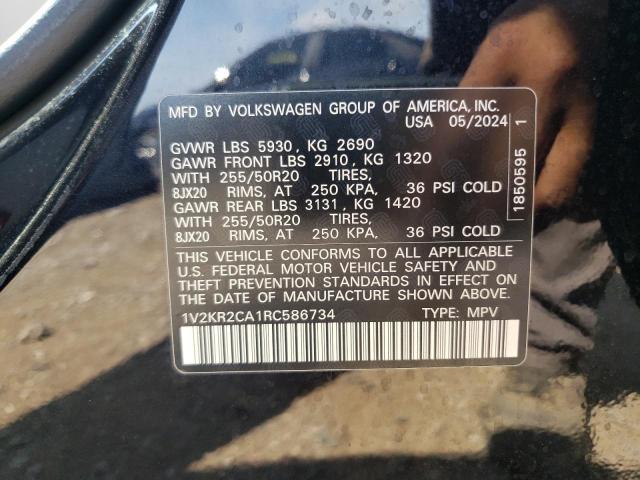 MFD BY VOLKSWAGEN GROUP OF AMERICA, INC.
USA 05/2024
GVWR LBS 5930, KG 2690
GAWR FRONT LBS 2910, KG 1320
WITH 255/50R20 TIRES,
8JX20 RIMS, AT 250 KPA, 36 PSI COLD
GAWR REAR LBS 3131, KG 1420
WITH 255/50R20 TIRES,
8JX20 RIMS, AT 250 KPA, 36 PSI COLD
THIS VEHICLE CONFORMS TO ALL APPLICABLE
U.S. FEDERAL MOTOR VEHICLE SAFETY AND
THEFT PREVENTION STANDARDS IN EFFECT ON
THE DATE OF MANUFACTURE SHOWN ABOVE.
1V2KR2CA1RC586734 TYPE: MPV
1850595 1